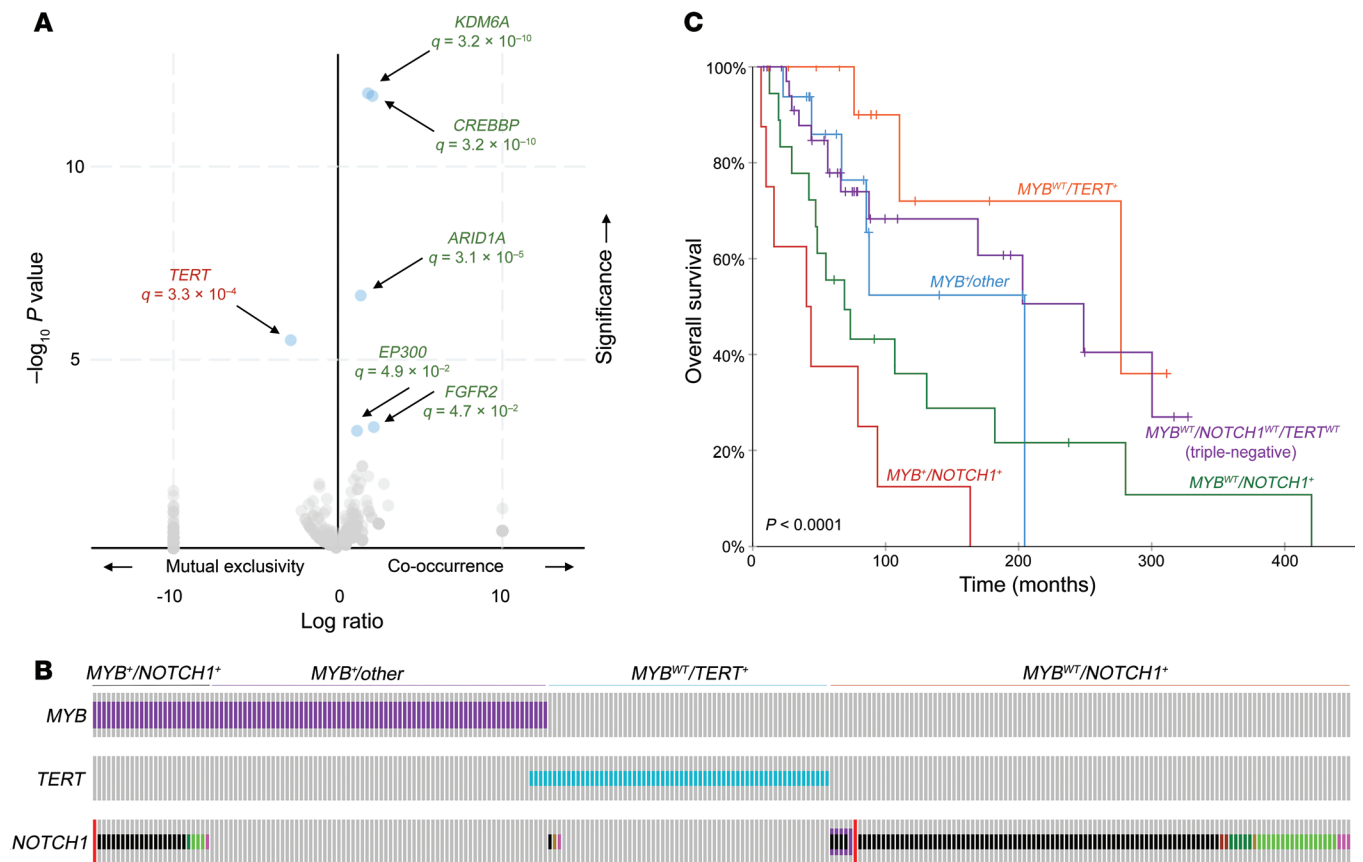 A
KDM6A
q = 3.2 × 10⁻¹⁰
CREBBP
q = 3.2 × 10⁻¹⁰
10
ARID1A
q = 3.1 × 10⁻⁵
TERT
q = 3.3 × 10⁻⁴
–log₁₀ P value
Significance
5
EP300
q = 4.9 × 10⁻²
FGFR2
q = 4.7 × 10⁻²
Mutual exclusivity
Co-occurrence
-10
0
10
Log ratio
C
100%
80%
60%
40%
20%
0%
Overall survival
MYBᵂᵀ/TERT⁺
MYB⁺/other
MYBᵂᵀ/NOTCH1ᵂᵀ/TERTᵂᵀ
(triple-negative)
MYB⁺/NOTCH1⁺
MYBᵂᵀ/NOTCH1⁺
P < 0.0001
0
100
200
300
400
Time (months)
B
MYB⁺/NOTCH1⁺
MYB⁺/other
MYBᵂᵀ/TERT⁺
MYBᵂᵀ/NOTCH1⁺
MYB
TERT
NOTCH1